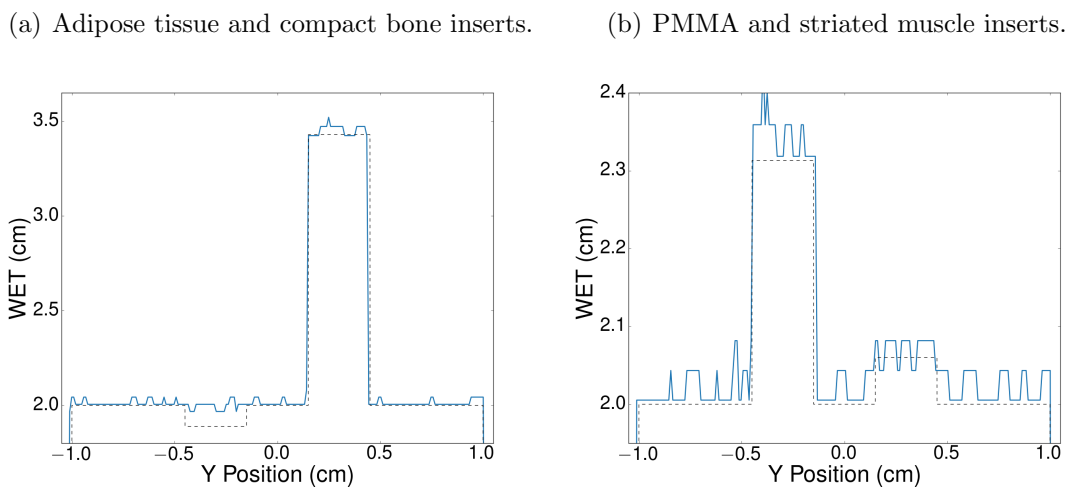 (a) Adipose tissue and compact bone inserts.
(b) PMMA and striated muscle inserts.
3.5
3.0
2.5
2.0
WET (cm)
−1.0 −0.5 0.0 0.5 1.0
Y Position (cm)
2.4
2.3
2.2
2.1
2.0
WET (cm)
−1.0 −0.5 0.0 0.5 1.0
Y Position (cm)